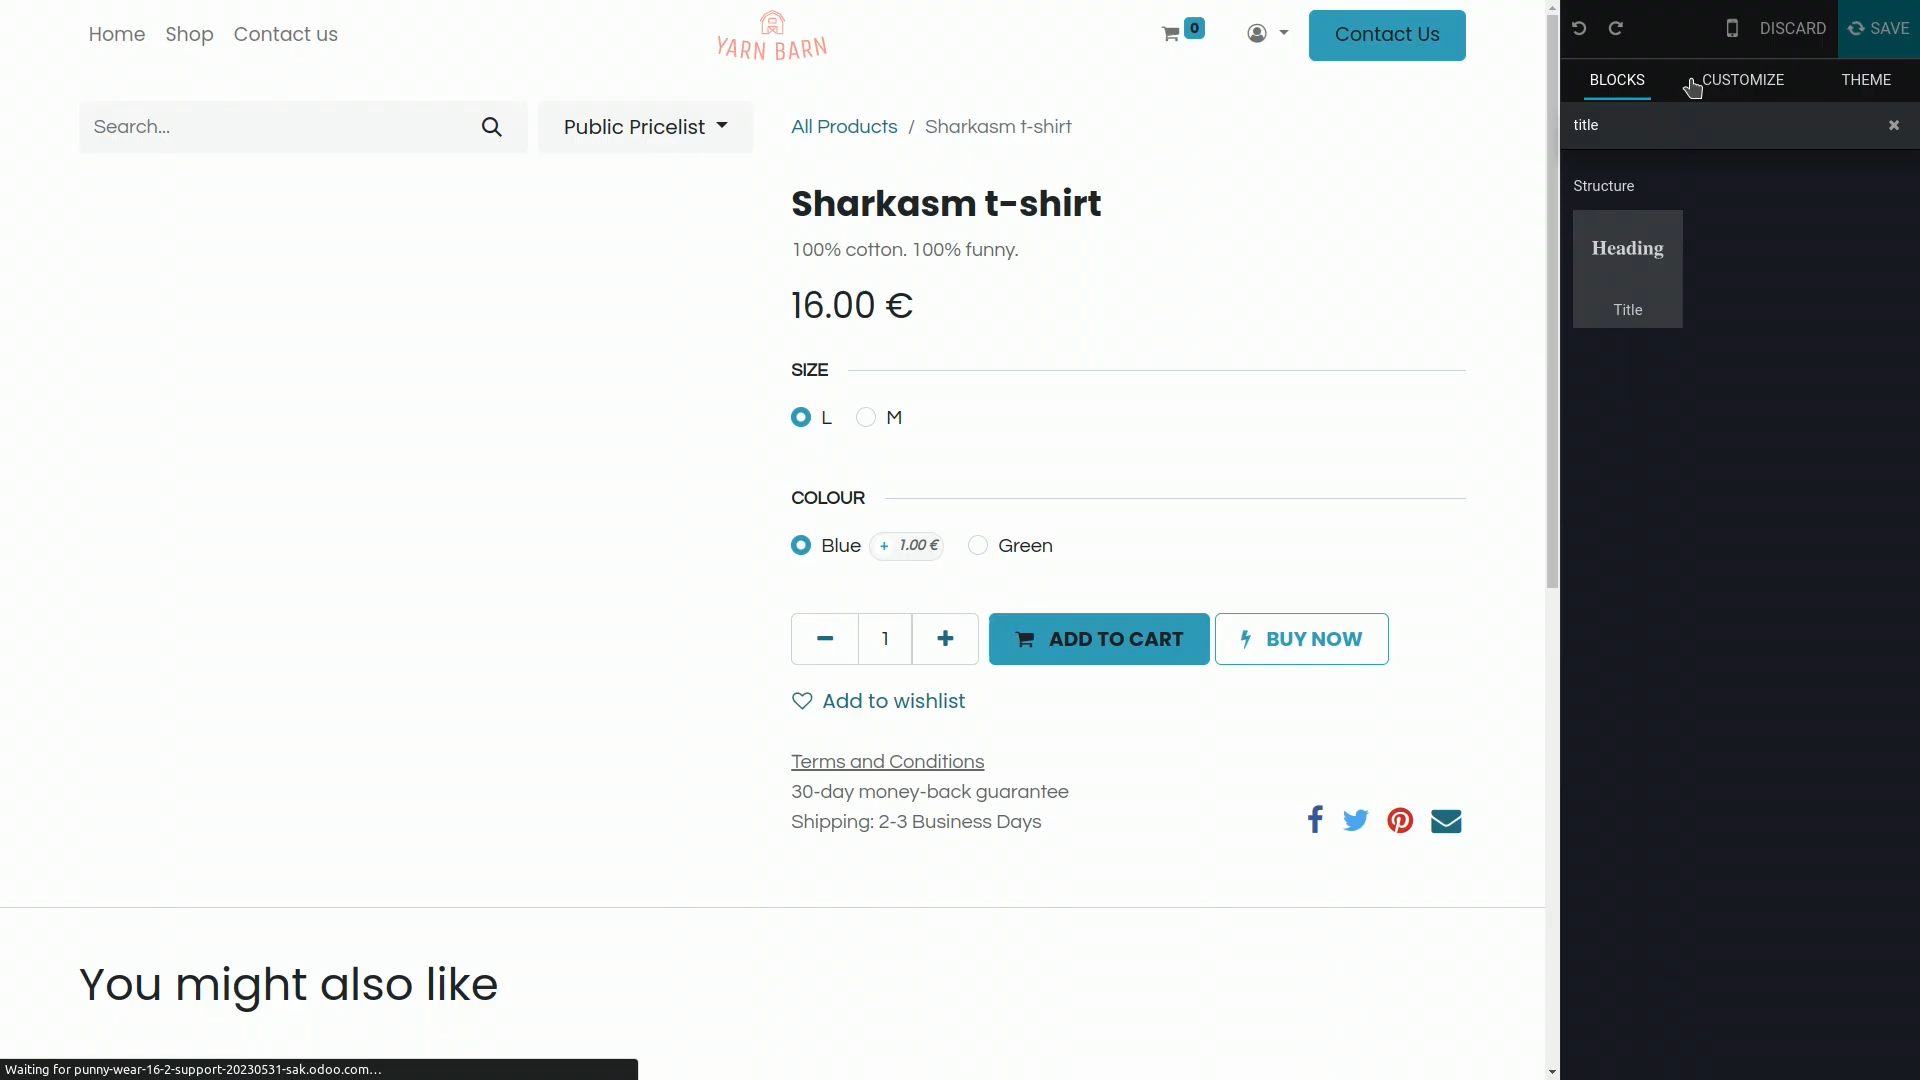 Home Shop Contact us
YARN BARN
0
Contact Us
DISCARD SAVE
BLOCKS CUSTOMIZE THEME
Search... Public Pricelist
All Products / Sharkasm t-shirt
title
Structure
Heading
Title
Sharkasm t-shirt
100% cotton. 100% funny.
16.00 €
SIZE
L M
COLOUR
Blue + 1.00 € Green
1
ADD TO CART
BUY NOW
Add to wishlist
Terms and Conditions
30-day money-back guarantee
Shipping: 2-3 Business Days
You might also like
Waiting for punny-wear-16-2-support-20230531-sak.odoo.com...